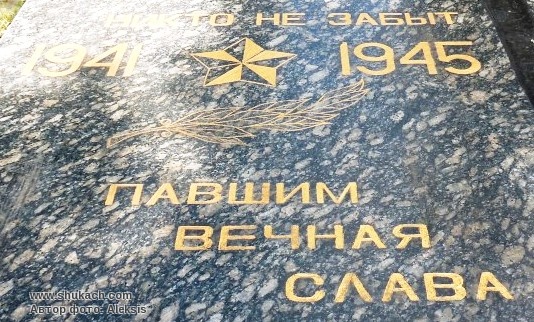 НИКТО НЕ ЗАБЫТ
1941 1945
ПАВШИМ
ВЕЧНАЯ
СЛАВА
www.shukach.com
Автор фото: Aleksis